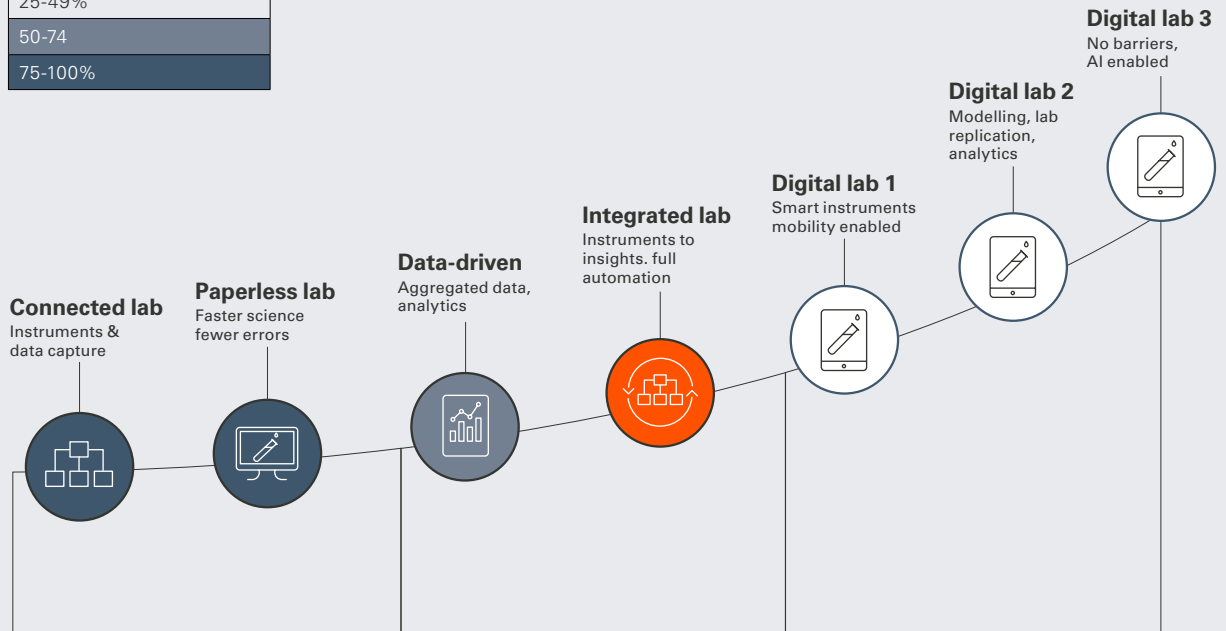 25-49%
50-74
75-100%
Digital lab 3
No barriers,
AI enabled
Digital lab 2
Modelling, lab
replication,
analytics
Digital lab 1
Smart instruments
mobility enabled
Integrated lab
Instruments to
insights. full
automation
Data-driven
Aggregated data,
analytics
Paperless lab
Faster science
fewer errors
Connected lab
Instruments &
data capture